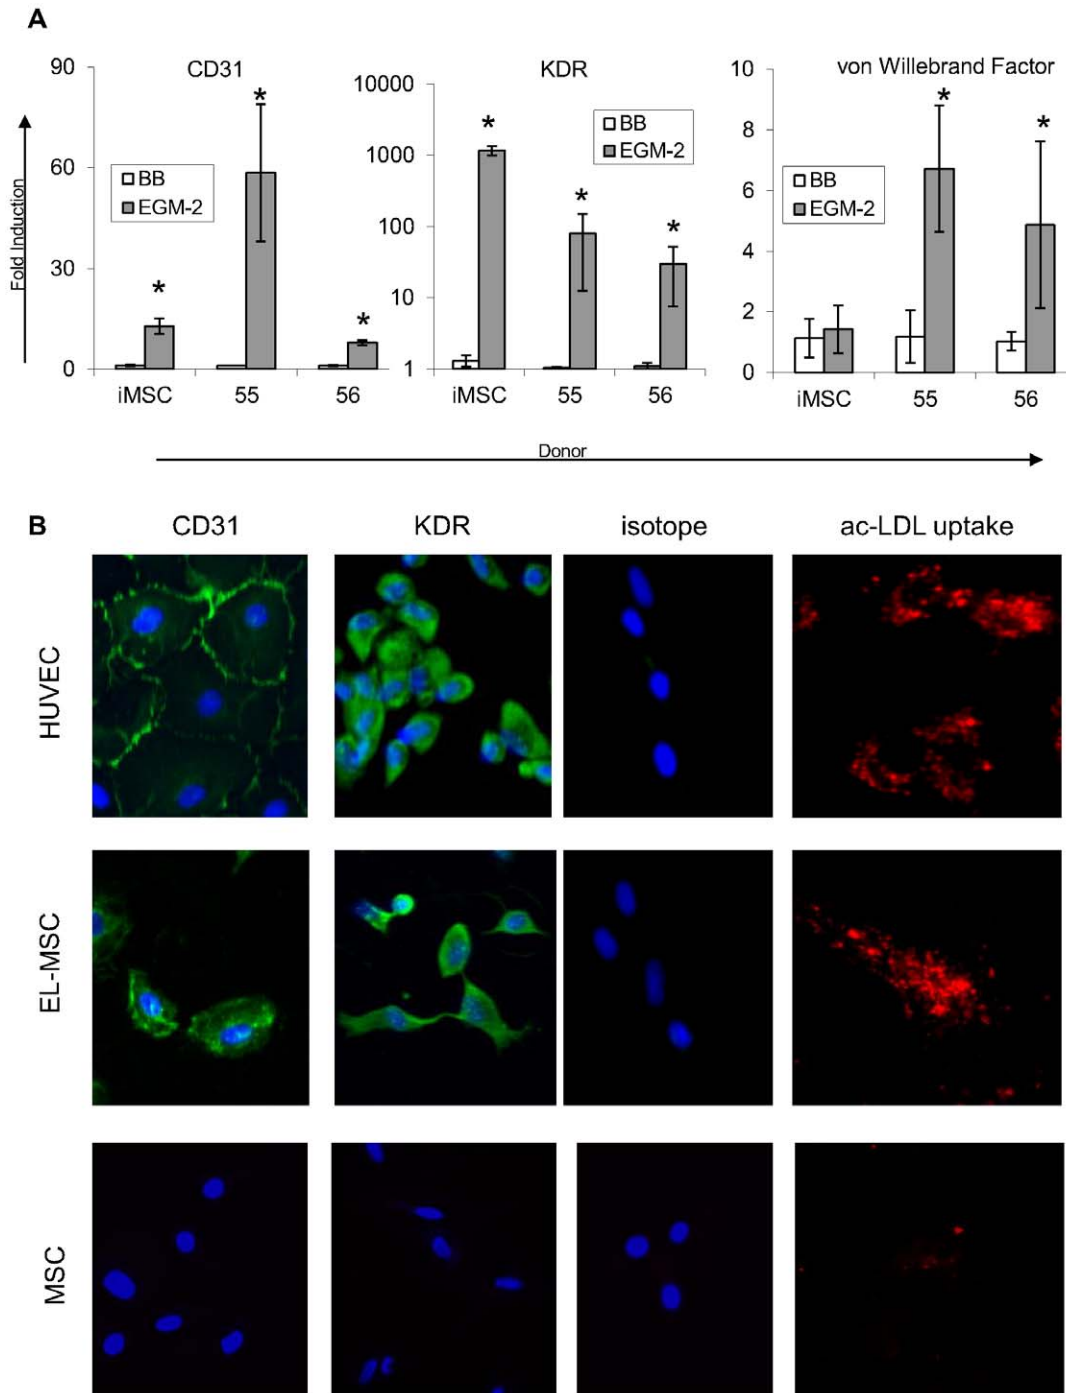 A
CD31
KDR
von Willebrand Factor
Fold Induction
90
60
30
0
BB
EGM-2
*
*
*
iMSC
55
56
10000
1000
100
10
1
BB
EGM-2
*
*
*
iMSC
55
56
10
8
6
4
2
0
BB
EGM-2
*
*
iMSC
55
56
Donor
B
CD31
KDR
isotope
ac-LDL uptake
HUVEC
EL-MSC
MSC